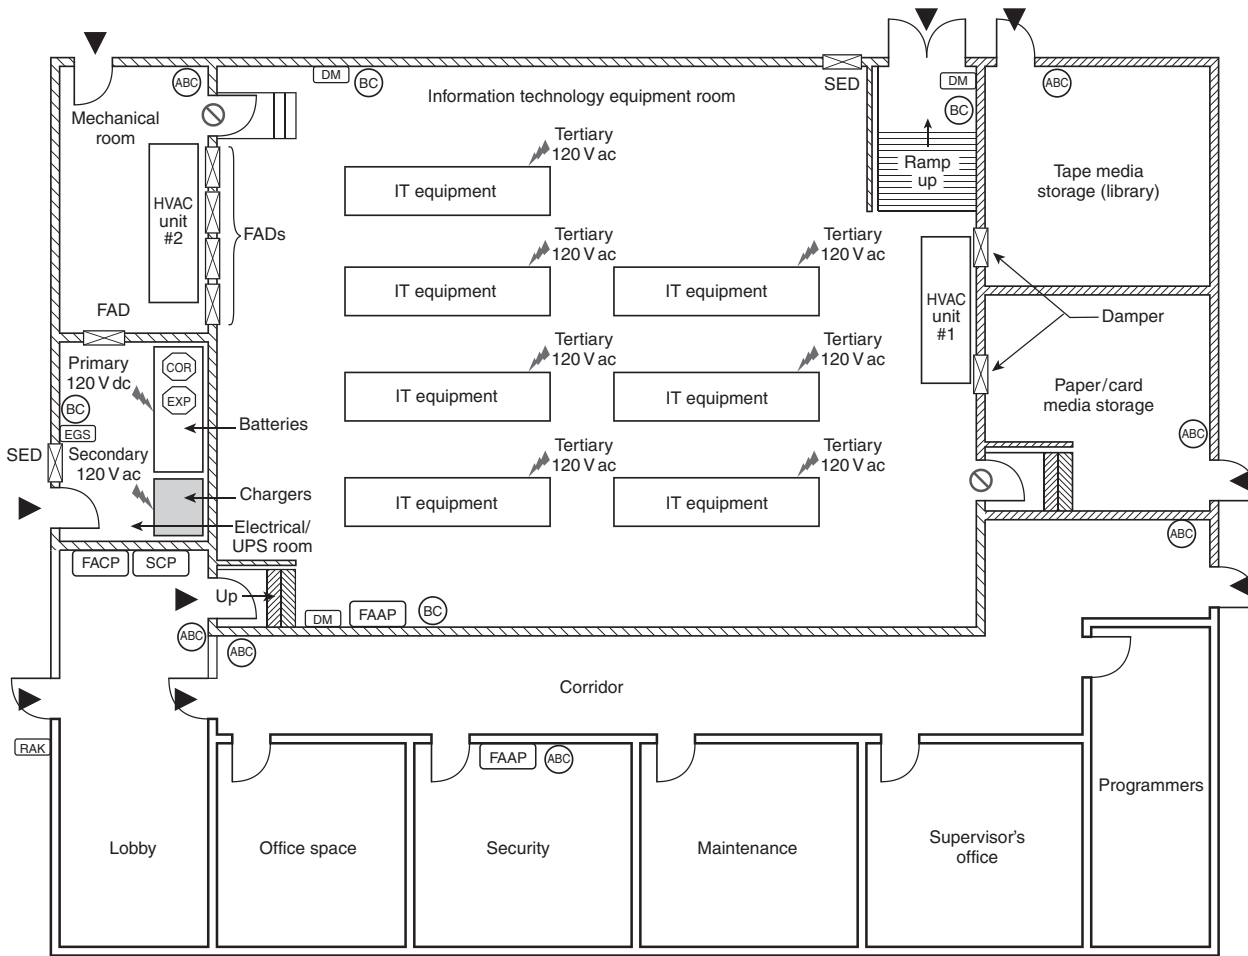 ABC
DM
BC
Information technology equipment room
SED
DM
BC
ABC
Mechanical
room
Tertiary
120 V ac
IT equipment
Ramp
up
Tape media
storage (library)
HVAC
unit
#2
FADs
Tertiary
120 V ac
IT equipment
Tertiary
120 V ac
IT equipment
HVAC
unit
#1
Damper
FAD
Primary
120 V dc
COR
EXP
Tertiary
120 V ac
IT equipment
Tertiary
120 V ac
IT equipment
Paper/card
media storage
BC
EGS
Batteries
ABC
SED
Secondary
120 V ac
Tertiary
120 V ac
IT equipment
Tertiary
120 V ac
IT equipment
Chargers
Electrical/
UPS room
ABC
FACP
SCP
Up
DM
FAAP
BC
ABC
ABC
Corridor
RAK
FAAP
ABC
Programmers
Lobby
Office space
Security
Maintenance
Supervisor's
office